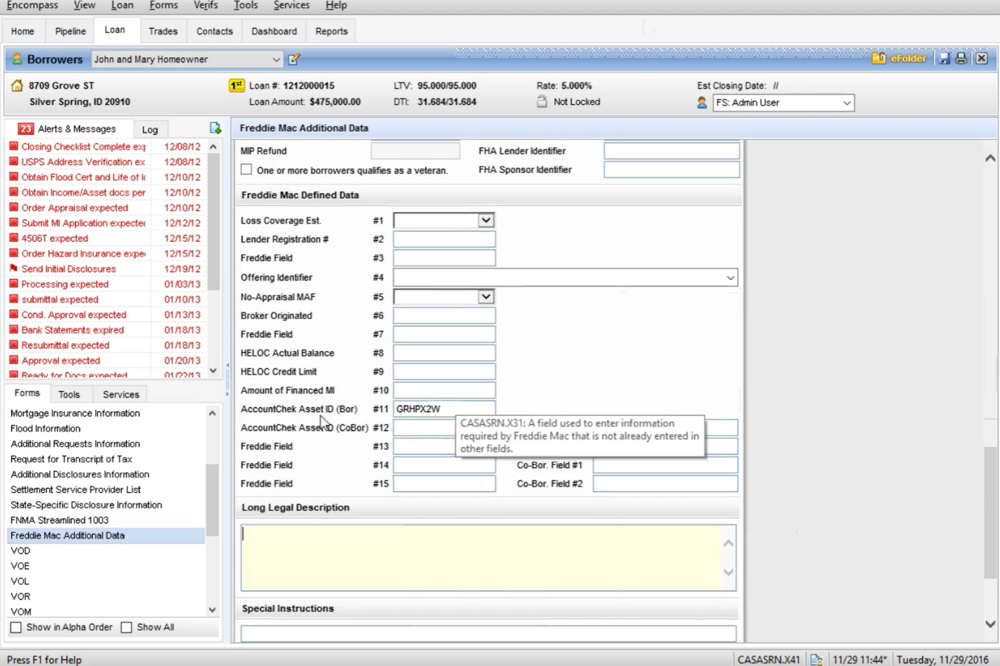 Encompass View Loan Forms Verifs Tools Services Help
Home Pipeline Loan Trades Contacts Dashboard Reports
Borrowers John and Mary Homeowner eFolder
8709 Grove ST 1st Loan #: 1212000015 LTV: 95.000/95.000 Rate: 5.000% Est Closing Date: //
Silver Spring, ID 20910 Loan Amount: $475,000.00 DTI: 31.684/31.684 Not Locked FS: Admin User
23 Alerts & Messages Log
Closing Checklist Complete exp 12/08/12
USPS Address Verification ex 12/08/12
Obtain Flood Cert and Life of lo 12/10/12
Obtain Income/Asset docs per 12/10/12
Order Appraisal expected 12/10/12
Submit MI Application expected 12/12/12
4506T expected 12/15/12
Order Hazard Insurance expe 12/15/12
Send Initial Disclosures 12/19/12
Processing expected 01/03/13
submittal expected 01/10/13
Cond. Approval expected 01/13/13
Bank Statements expired 01/18/13
Resubmittal expected 01/18/13
Approval expected 01/20/13
Ready for Docs expected 01/22/13
Forms Tools Services
Mortgage Insurance Information
Flood Information
Additional Requests Information
Request for Transcript of Tax
Additional Disclosures Information
Settlement Service Provider List
State-Specific Disclosure Information
FNMA Streamlined 1003
Freddie Mac Additional Data
VOD
VOE
VOL
VOR
VOM
Show in Alpha Order Show All
Freddie Mac Additional Data
MIP Refund FHA Lender Identifier
One or more borrowers qualifies as a veteran. FHA Sponsor Identifier
Freddie Mac Defined Data
Loss Coverage Est. #1
Lender Registration # #2
Freddie Field #3
Offering Identifier #4
No-Appraisal MAF #5
Broker Originated #6
Freddie Field #7
HELOC Actual Balance #8
HELOC Credit Limit #9
Amount of Financed MI #10
AccountChek Asset ID (Bor) #11 GRHPX2W
AccountChek Asset ID (CoBor) #12
CASASRN.X31: A field used to enter information
required by Freddie Mac that is not already entered in
other fields.
Freddie Field #13
Freddie Field #14 Co-Bor. Field #1
Freddie Field #15 Co-Bor. Field #2
Long Legal Description
Special Instructions
Press F1 for Help CASASRN.X41 11/29 11:44* Tuesday, 11/29/2016